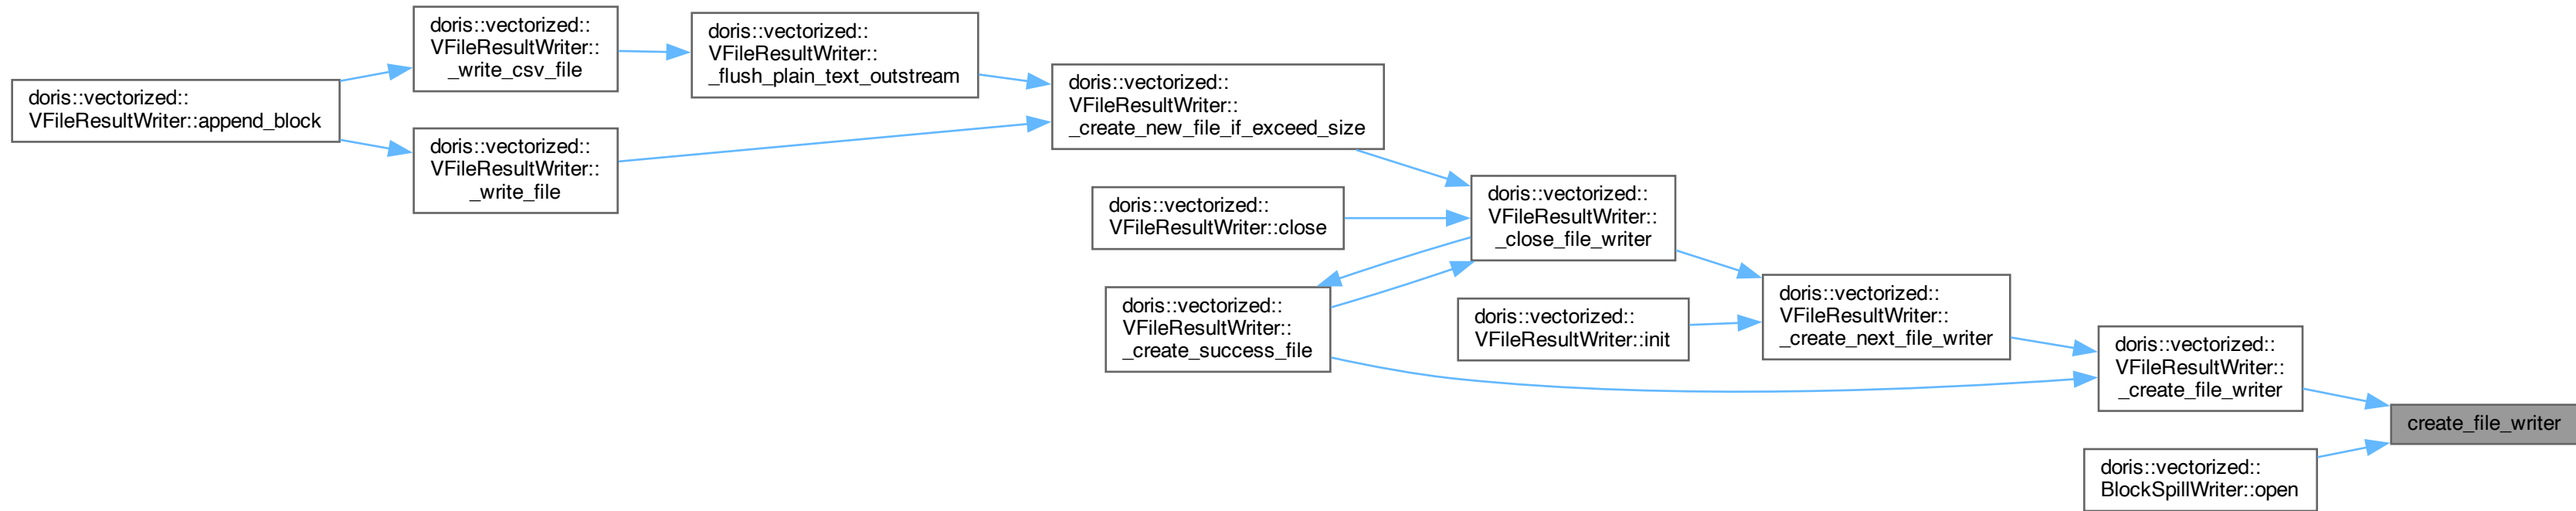 doris::vectorized::
VFileResultWriter::append_block
doris::vectorized::
VFileResultWriter::
_write_csv_file
doris::vectorized::
VFileResultWriter::
_write_file
doris::vectorized::
VFileResultWriter::
_flush_plain_text_outstream
doris::vectorized::
VFileResultWriter::
_create_new_file_if_exceed_size
doris::vectorized::
VFileResultWriter::close
doris::vectorized::
VFileResultWriter::
_create_success_file
doris::vectorized::
VFileResultWriter::
_close_file_writer
doris::vectorized::
VFileResultWriter::init
doris::vectorized::
VFileResultWriter::
_create_next_file_writer
doris::vectorized::
VFileResultWriter::
_create_file_writer
doris::vectorized::
BlockSpillWriter::open
create_file_writer